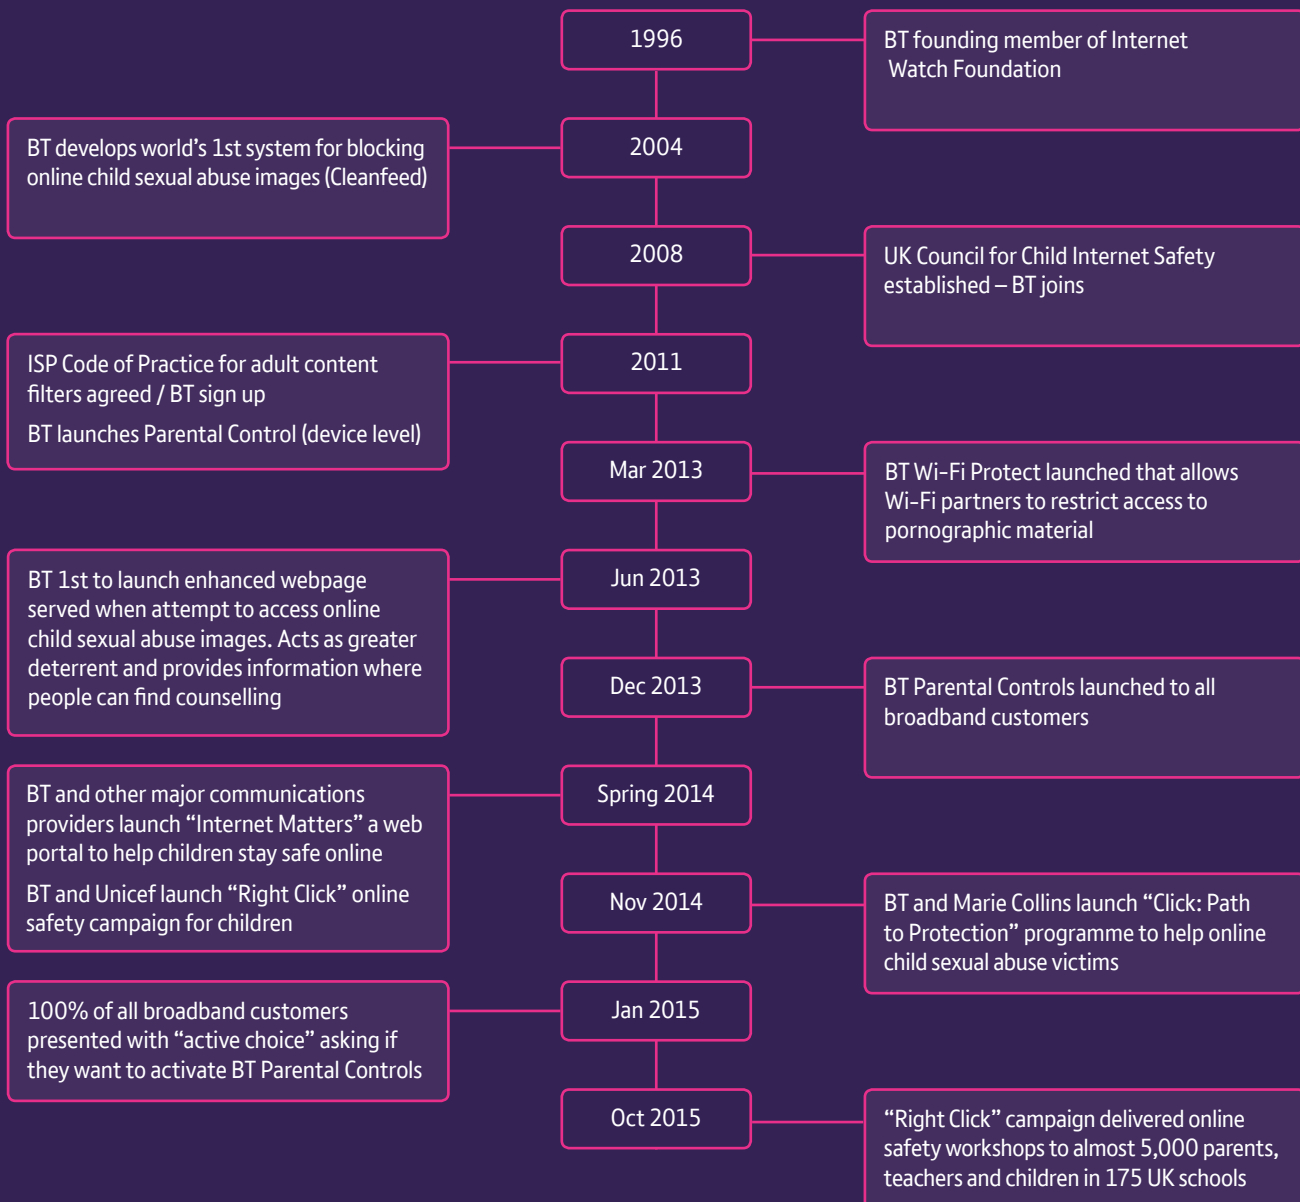 1996
BT founding member of Internet
Watch Foundation
2004
BT develops world's 1st system for blocking
online child sexual abuse images (Cleanfeed)
2008
UK Council for Child Internet Safety
established – BT joins
2011
ISP Code of Practice for adult content
filters agreed / BT sign up
BT launches Parental Control (device level)
Mar 2013
BT Wi-Fi Protect launched that allows
Wi-Fi partners to restrict access to
pornographic material
Jun 2013
BT 1st to launch enhanced webpage
served when attempt to access online
child sexual abuse images. Acts as greater
deterrent and provides information where
people can find counselling
Dec 2013
BT Parental Controls launched to all
broadband customers
Spring 2014
BT and other major communications
providers launch “Internet Matters” a web
portal to help children stay safe online
BT and Unicef launch “Right Click” online
safety campaign for children
Nov 2014
BT and Marie Collins launch “Click: Path
to Protection” programme to help online
child sexual abuse victims
Jan 2015
100% of all broadband customers
presented with “active choice” asking if
they want to activate BT Parental Controls
Oct 2015
“Right Click” campaign delivered online
safety workshops to almost 5,000 parents,
teachers and children in 175 UK schools